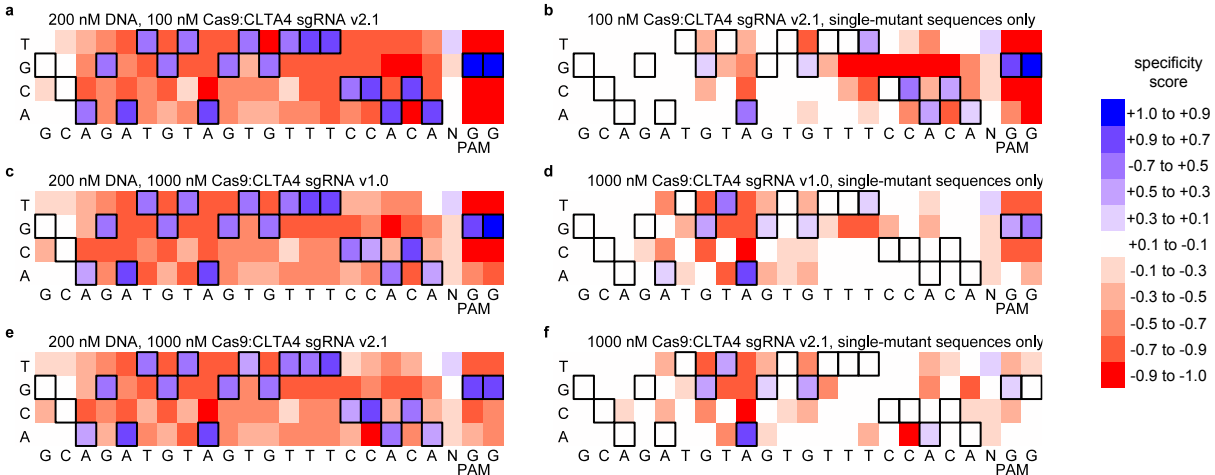 a
200 nM DNA, 100 nM Cas9:CLTA4 sgRNA v2.1
T
G
C
A
G C A G A T G T A G T G T T T C C A C A N G G
PAM
b
100 nM Cas9:CLTA4 sgRNA v2.1, single-mutant sequences only
T
G
C
A
G C A G A T G T A G T G T T T C C A C A N G G
PAM
c
200 nM DNA, 1000 nM Cas9:CLTA4 sgRNA v1.0
T
G
C
A
G C A G A T G T A G T G T T T C C A C A N G G
PAM
d
1000 nM Cas9:CLTA4 sgRNA v1.0, single-mutant sequences only
T
G
C
A
G C A G A T G T A G T G T T T C C A C A N G G
PAM
e
200 nM DNA, 1000 nM Cas9:CLTA4 sgRNA v2.1
T
G
C
A
G C A G A T G T A G T G T T T C C A C A N G G
PAM
f
1000 nM Cas9:CLTA4 sgRNA v2.1, single-mutant sequences only
T
G
C
A
G C A G A T G T A G T G T T T C C A C A N G G
PAM
specificity
score
+1.0 to +0.9
+0.9 to +0.7
-0.7 to +0.5
+0.5 to +0.3
+0.3 to +0.1
+0.1 to -0.1
-0.1 to -0.3
-0.3 to -0.5
-0.5 to -0.7
-0.7 to -0.9
-0.9 to -1.0